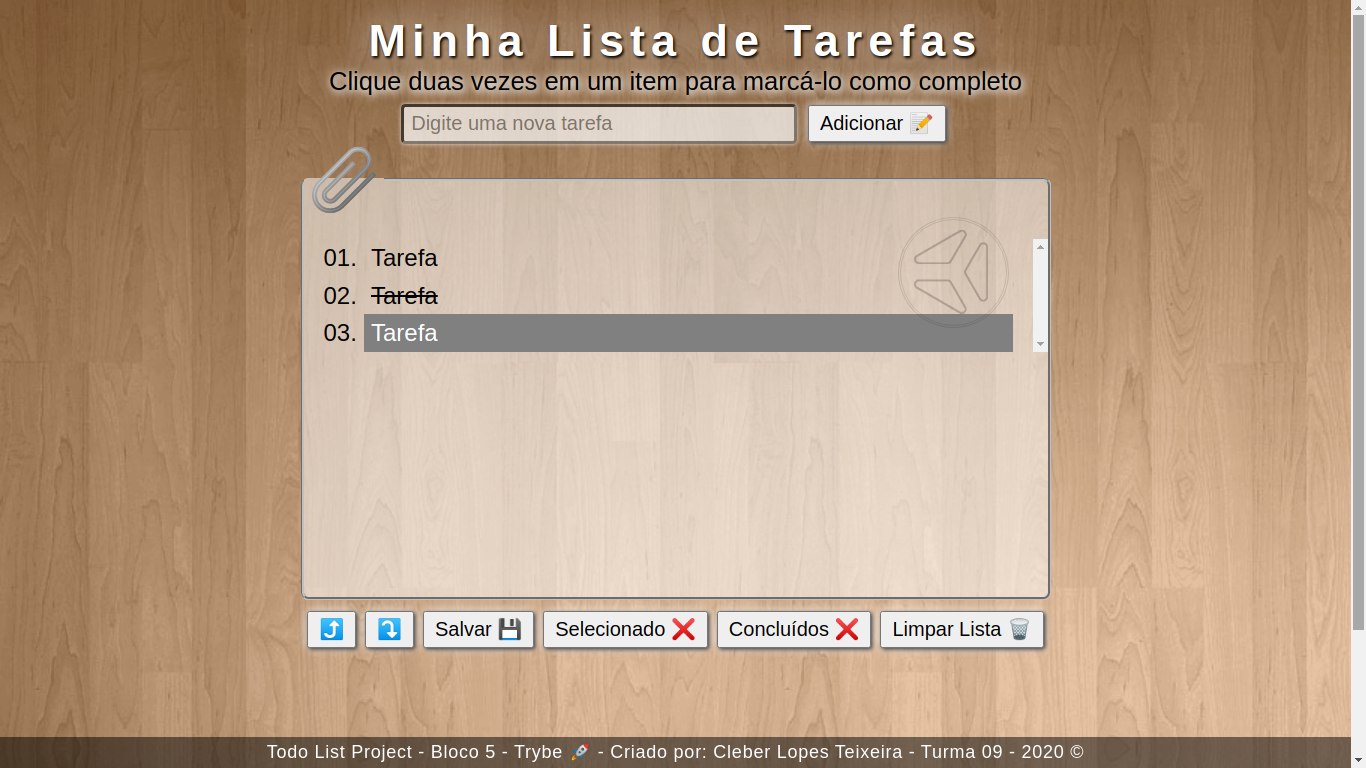 Minha Lista de Tarefas
Clique duas vezes em um item para marcá-lo como completo
Digite uma nova tarefa
Adicionar 📝
01. Tarefa
02. Tarefa
03. Tarefa
⤴️ ⤵️ Salvar 💾 Selecionado ❌ Concluídos ❌ Limpar Lista 🗑️
Todo List Project - Bloco 5 - Trybe 🚀 - Criado por: Cleber Lopes Teixeira - Turma 09 - 2020 ©